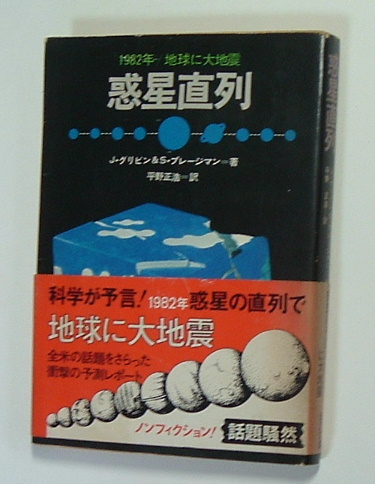 1982年─地球に大地震
惑星直列
J・グリビン&S・プレージマン＝著
平野正浩＝訳
科学が予言！1982年惑星の直列で
地球に大地震
全米の話題をさらった
衝撃の予測レポート
ノンフィクション！
話題騒然
惑星直列